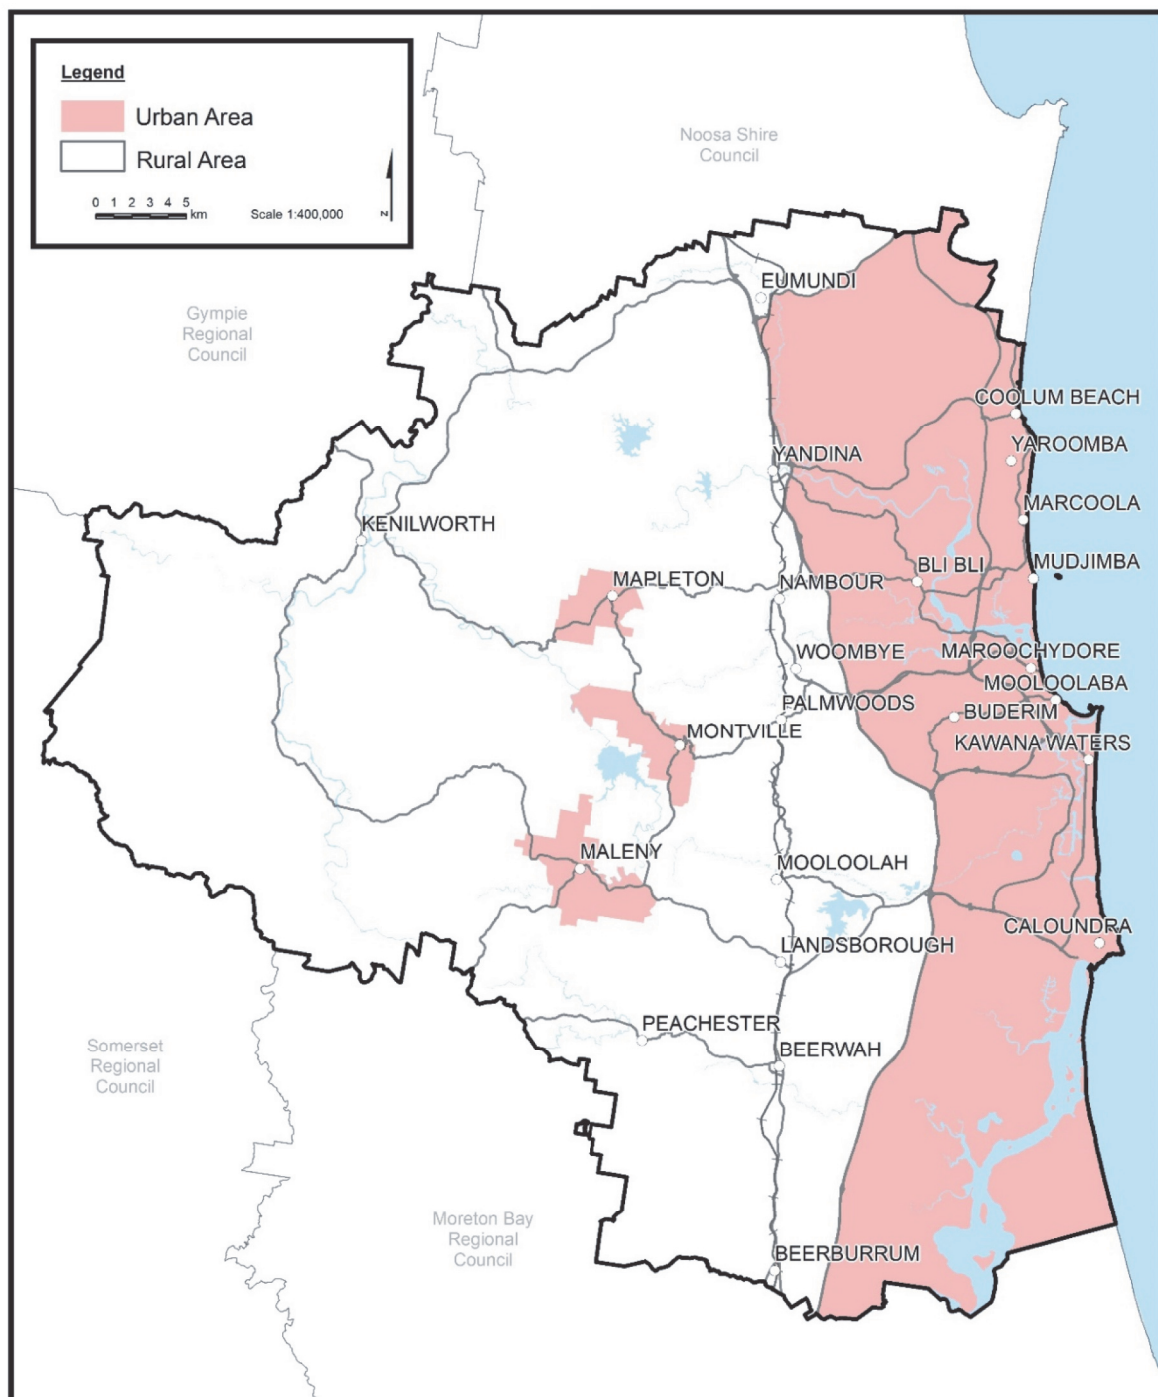 Legend
Urban Area
Rural Area
0 1 2 3 4 5
km
Scale 1:400,000
N
Noosa Shire
Council
Gympie
Regional
Council
EUMUNDI
COOLUM BEACH
YAROOMBA
YANDINA
MARCOOLA
KENILWORTH
MUDJIMBA
BLI BLI
MAPLETON
NAMBOUR
WOOMBYE
MAROOCHYDORE
MOOLOOLABA
PALMWOODS
BUDERIM
MONTVILLE
KAWANA WATERS
MALENY
MOOLOOLAH
CALOUNDRA
LANDSBOROUGH
PEACHESTER
BEERWAH
Somerset
Regional
Council
Moreton Bay
Regional
Council
BEERBURRUM